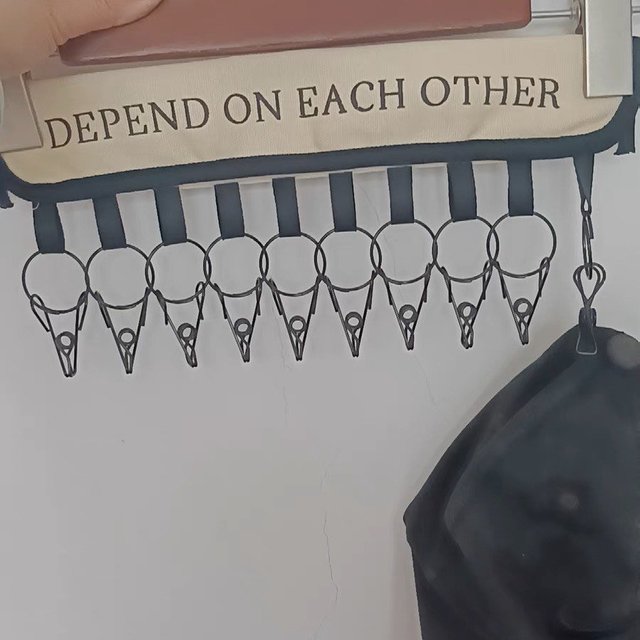 DEPEND ON EACH OTHER